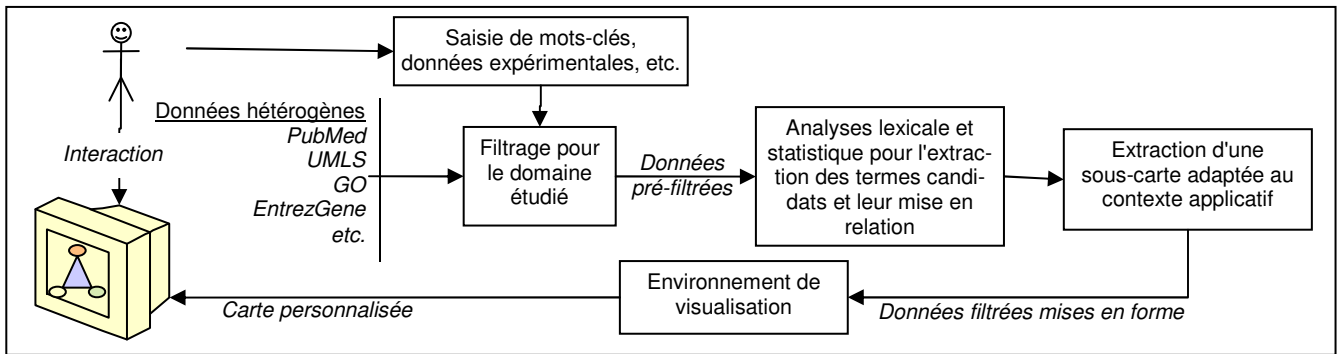 Saisie de mots-clés,
données expérimentales, etc.
Données hétérogènes
PubMed
UMLS
GO
EntrezGene
etc.
Interaction
Filtrage pour
le domaine
étudié
Données
pré-filtrées
Analyses lexicale et
statistique pour l'extrac-
tion des termes candi-
dats et leur mise en
relation
Extraction d'une
sous-carte adaptée au
contexte applicatif
Environnement de
visualisation
Carte personnalisée
Données filtrées mises en forme